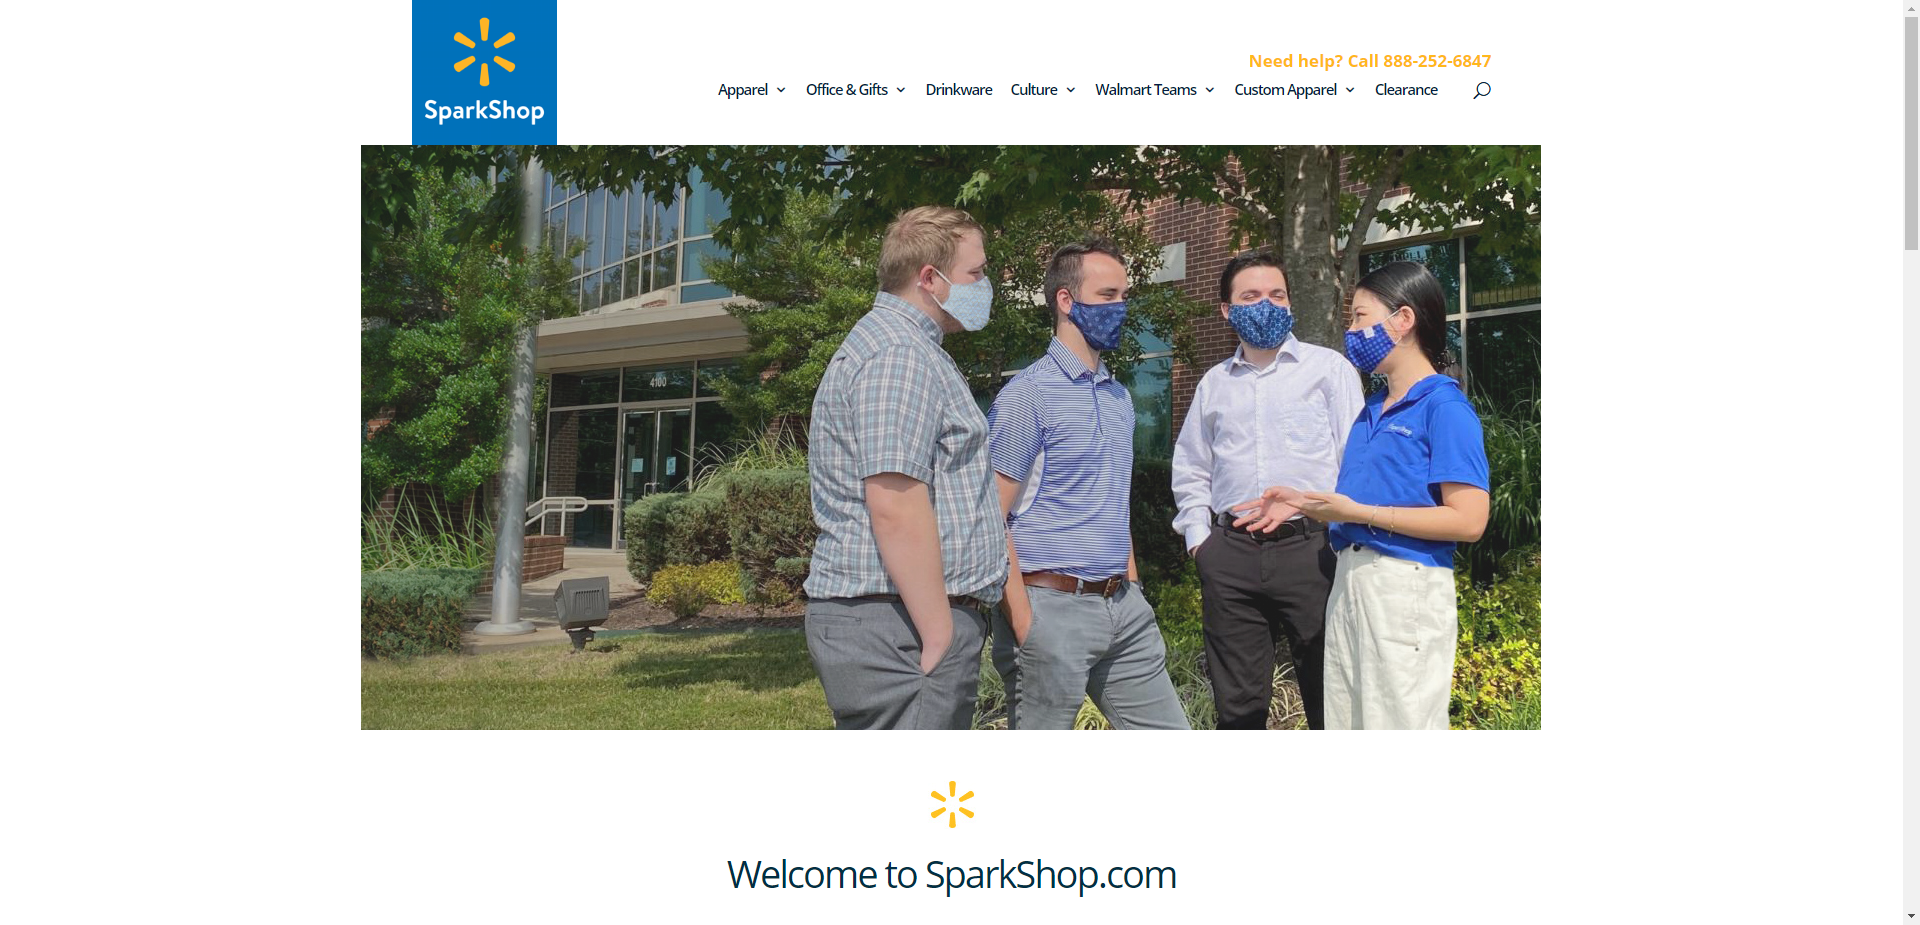 SparkShop
Need help? Call 888-252-6847
Apparel Office & Gifts Drinkware Culture Walmart Teams Custom Apparel Clearance
4100
SparkShop
Welcome to SparkShop.com